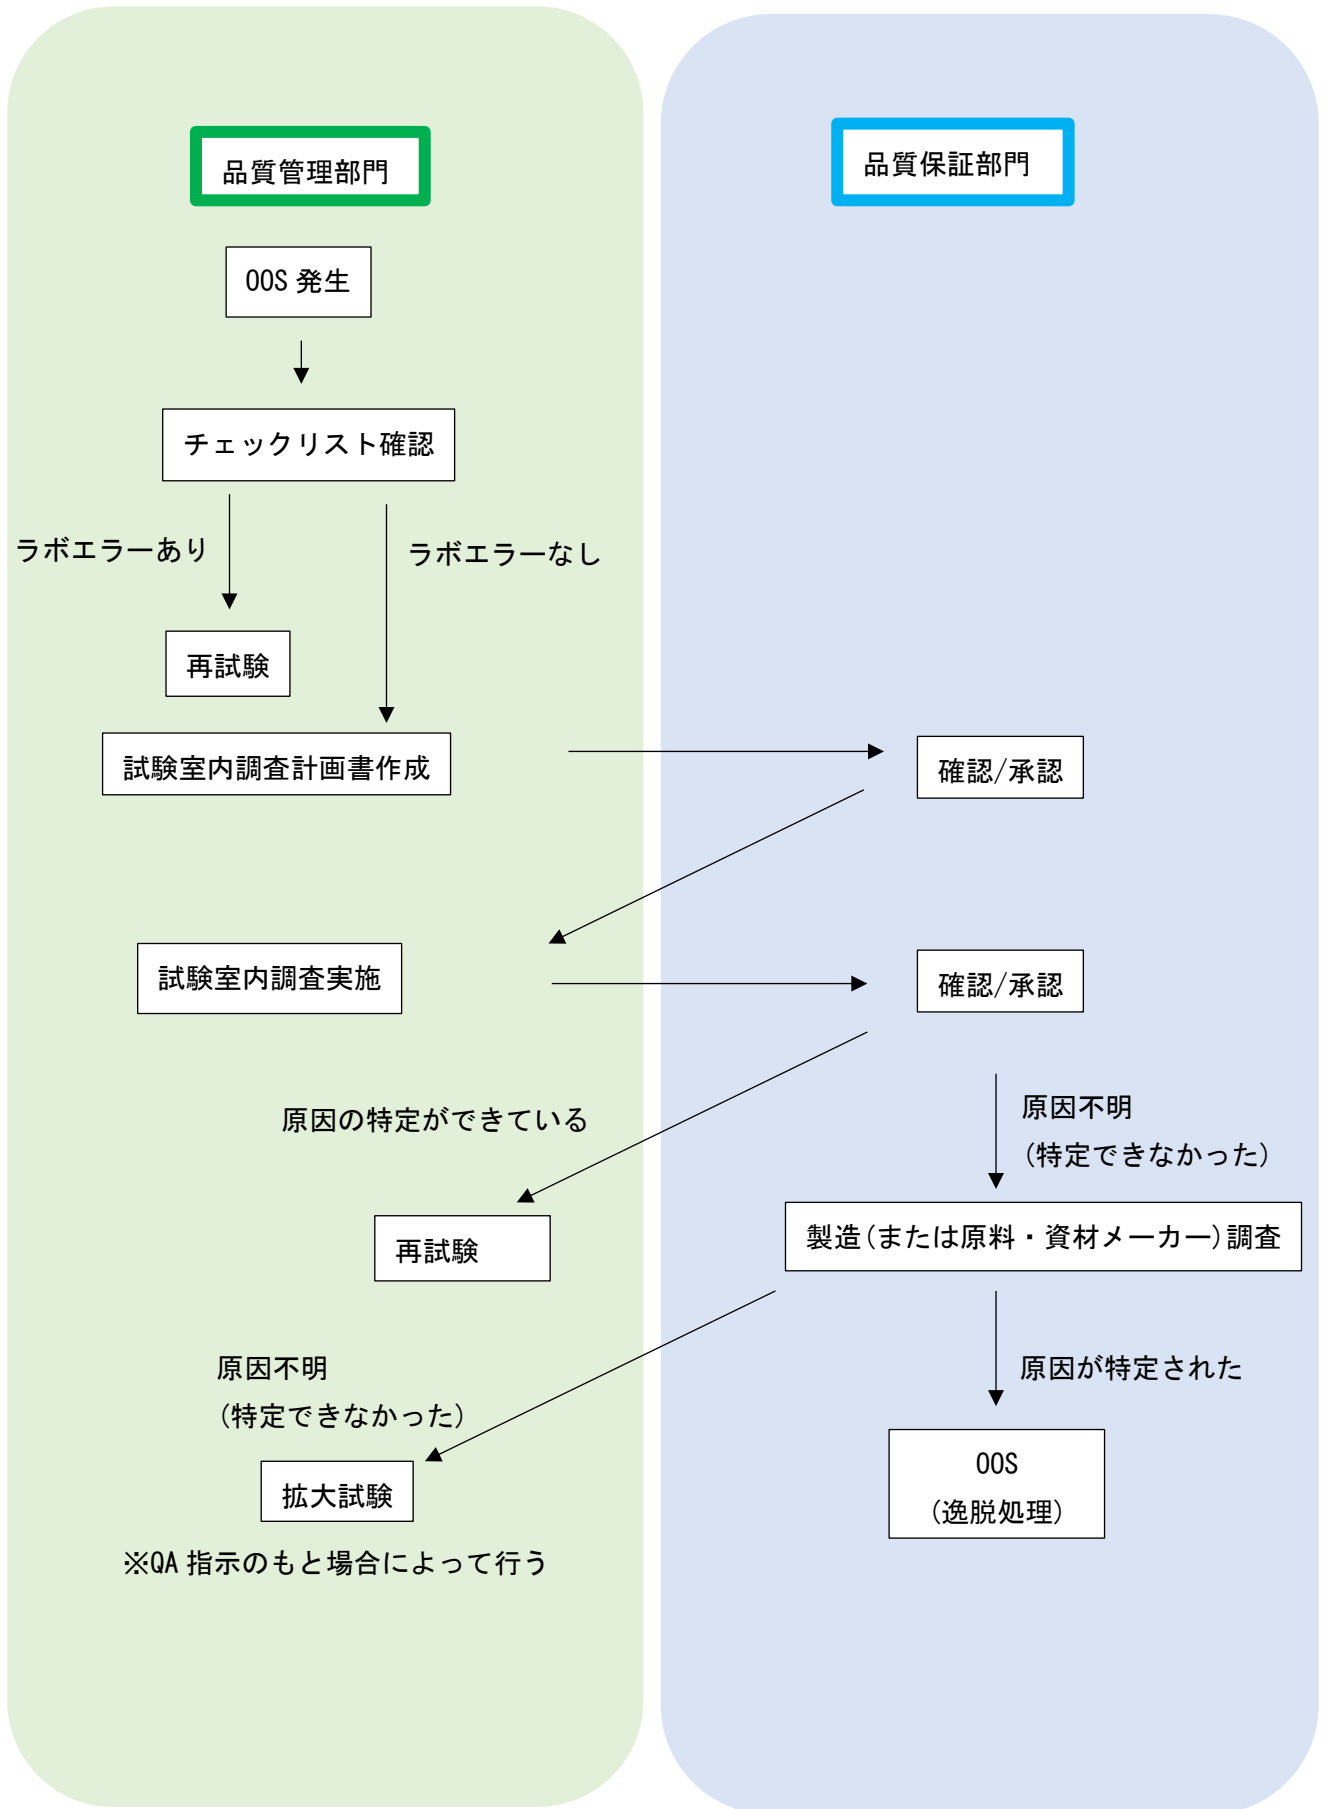 品質管理部門
品質保証部門
OOS 発生
チェックリスト確認
ラボエラーあり
ラボエラーなし
再試験
試験室内調査計画書作成
確認/承認
試験室内調査実施
確認/承認
原因の特定ができている
原因不明
(特定できなかった)
再試験
製造(または原料・資材メーカー)調査
原因不明
(特定できなかった)
原因が特定された
拡大試験
OOS
(逸脱処理)
※QA 指示のもと場合によって行う